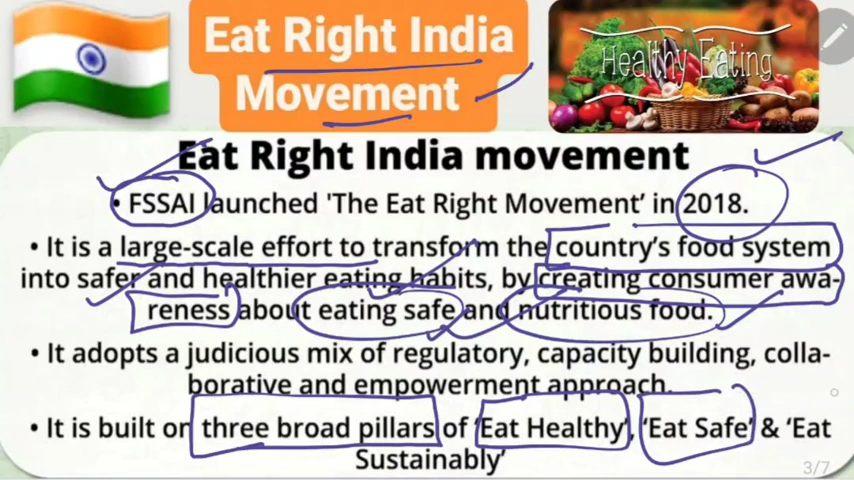 Eat Right India
Movement
Healthy Eating
Eat Right India movement
• FSSAI launched 'The Eat Right Movement' in 2018.
• It is a large-scale effort to transform the country's food system
into safer and healthier eating habits, by creating consumer awa-
reness about eating safe and nutritious food.
• It adopts a judicious mix of regulatory, capacity building, colla-
borative and empowerment approach.
• It is built on three broad pillars of 'Eat Healthy', 'Eat Safe' & 'Eat
Sustainably'
3/7